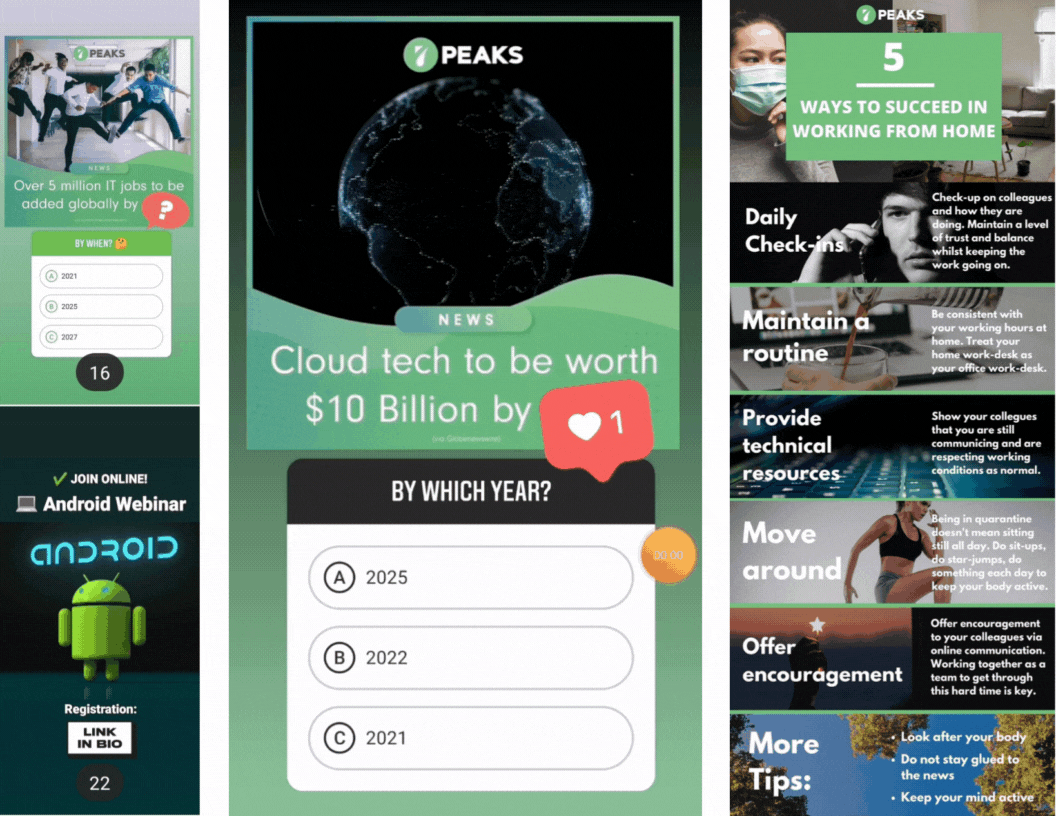 7 PEAKS
NEWS
Over 5 million IT jobs to be
added globally by ?
BY WHEN? 🤔
A 2021
B 2025
C 2027
16
✔ JOIN ONLINE!
💻 Android Webinar
ANDROID
Registration:
LINK
IN BIO
22
7 PEAKS
NEWS
Cloud tech to be worth
$10 Billion by
1
BY WHICH YEAR?
A 2025
B 2022
C 2021
00:00
7 PEAKS
5
WAYS TO SUCCEED IN
WORKING FROM HOME
Daily
Check-ins
Check-up on colleagues
and how they are
doing. Maintain a level
of trust and balance
whilst keeping the
work going on.
Maintain a
routine
Be consistent with
your working hours at
home. Treat your
home work-desk as
your office work-desk.
Provide
technical
resources
Show your collegues
that you are still
communicing and are
respecting working
conditions as normal.
Move
around
Being in quarantine
doesn't mean sitting
still all day. Do sit-ups,
do star-jumps, do
something each day to
keep your body active.
Offer
encouragement
Offer encouragement
to your colleagues via
online communication.
Working together as a
team to get through
this hard time is key.
More
Tips:
• Look after your body
• Do not stay glued to
the news
• Keep your mind active